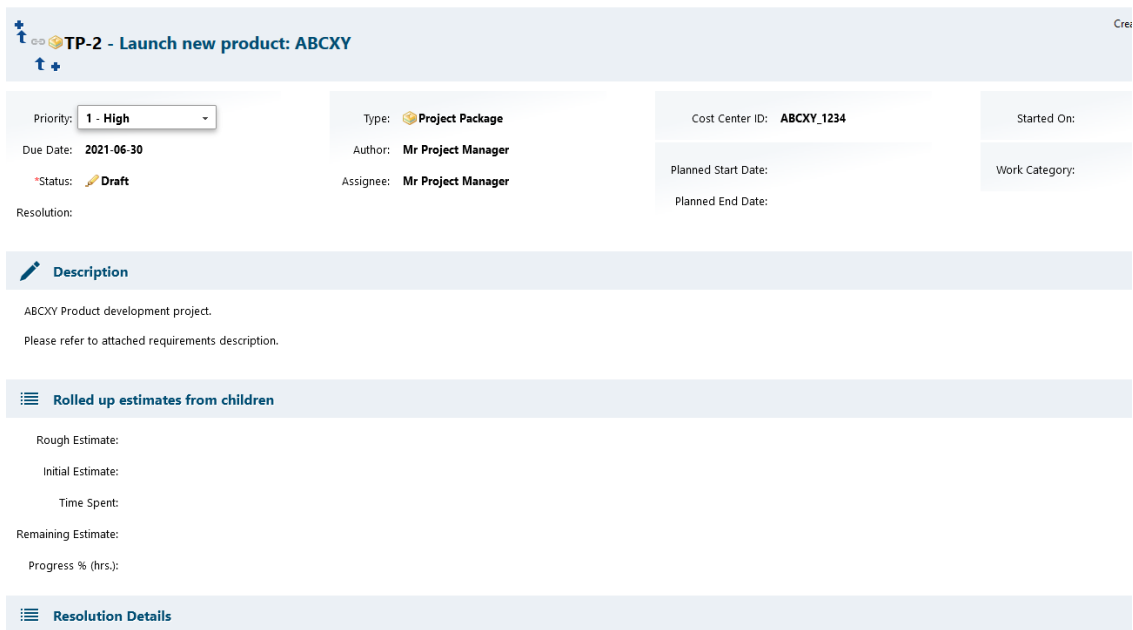 Crea
TP-2 - Launch new product: ABCXY
Priority: 1 - High
Type: Project Package
Cost Center ID: ABCXY_1234
Started On:
Due Date: 2021-06-30
Author: Mr Project Manager
Planned Start Date:
Work Category:
*Status: Draft
Assignee: Mr Project Manager
Planned End Date:
Resolution:
Description
ABCXY Product development project.
Please refer to attached requirements description.
Rolled up estimates from children
Rough Estimate:
Initial Estimate:
Time Spent:
Remaining Estimate:
Progress % (hrs.):
Resolution Details